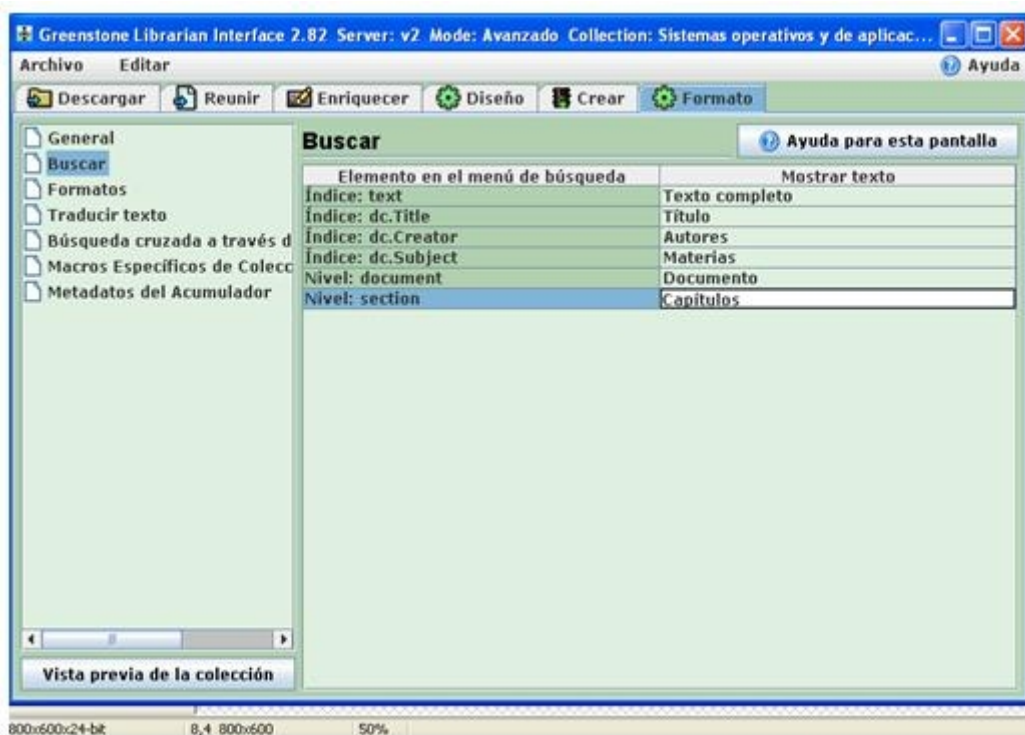 Greenstone Librarian Interface 2.82 Server: v2 Mode: Avanzado Collection: Sistemas operativos y de aplicac...
Archivo Editar Ayuda
Descargar Reunir Enriquecer Diseño Crear Formato
General
Buscar
Formatos
Traducir texto
Búsqueda cruzada a través d
Macros Específicos de Colecc
Metadatos del Acumulador
Buscar Ayuda para esta pantalla
Elemento en el menú de búsqueda Mostrar texto
Índice: text Texto completo
Índice: dc.Title Título
Índice: dc.Creator Autores
Índice: dc.Subject Materias
Nivel: document Documento
Nivel: section Capítulos
Vista previa de la colección
800x600x24-bit 8,4 800x600 50%